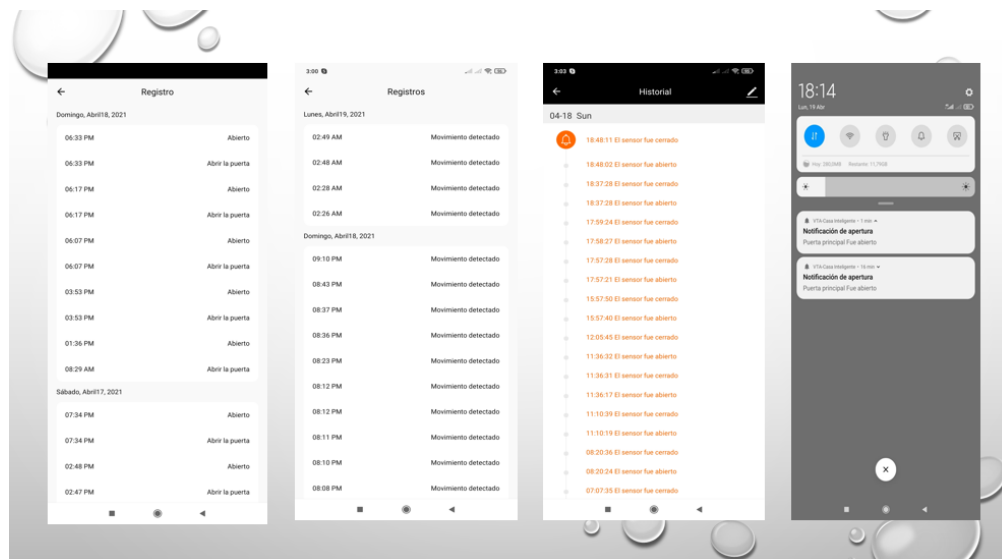 Registro
Domingo, Abril18, 2021
06:33 PM Abierto
06:33 PM Abrir la puerta
06:17 PM Abierto
06:17 PM Abrir la puerta
06:07 PM Abierto
06:07 PM Abrir la puerta
03:53 PM Abierto
03:53 PM Abrir la puerta
01:36 PM Abierto
08:29 AM Abrir la puerta
Sábado, Abril17, 2021
07:34 PM Abierto
07:34 PM Abrir la puerta
02:48 PM Abierto
02:47 PM Abrir la puerta
3:00
Registros
Lunes, Abril19, 2021
02:49 AM Movimiento detectado
02:48 AM Movimiento detectado
02:28 AM Movimiento detectado
02:26 AM Movimiento detectado
Domingo, Abril18, 2021
09:10 PM Movimiento detectado
08:43 PM Movimiento detectado
08:37 PM Movimiento detectado
08:36 PM Movimiento detectado
08:23 PM Movimiento detectado
08:12 PM Movimiento detectado
08:12 PM Movimiento detectado
08:11 PM Movimiento detectado
08:10 PM Movimiento detectado
08:08 PM Movimiento detectado
3:03
Historial
04-18 Sun
18:48:11 El sensor fue cerrado
18:48:02 El sensor fue abierto
18:37:28 El sensor fue cerrado
18:37:28 El sensor fue abierto
17:59:24 El sensor fue cerrado
17:58:27 El sensor fue abierto
17:57:28 El sensor fue cerrado
17:57:21 El sensor fue abierto
15:57:50 El sensor fue cerrado
15:57:40 El sensor fue abierto
12:05:45 El sensor fue cerrado
11:36:32 El sensor fue abierto
11:36:31 El sensor fue cerrado
11:36:17 El sensor fue abierto
11:10:39 El sensor fue cerrado
11:10:19 El sensor fue abierto
08:20:36 El sensor fue cerrado
08:20:24 El sensor fue abierto
07:07:35 El sensor fue cerrado
18:14
Lun, 19 Abr
Hoy: Restante:
VTA Casa Inteligente • 1 min
Notificación de apertura
Puerta principal Fue abierto
VTA Casa Inteligente • 16 min
Notificación de apertura
Puerta principal Fue abierto